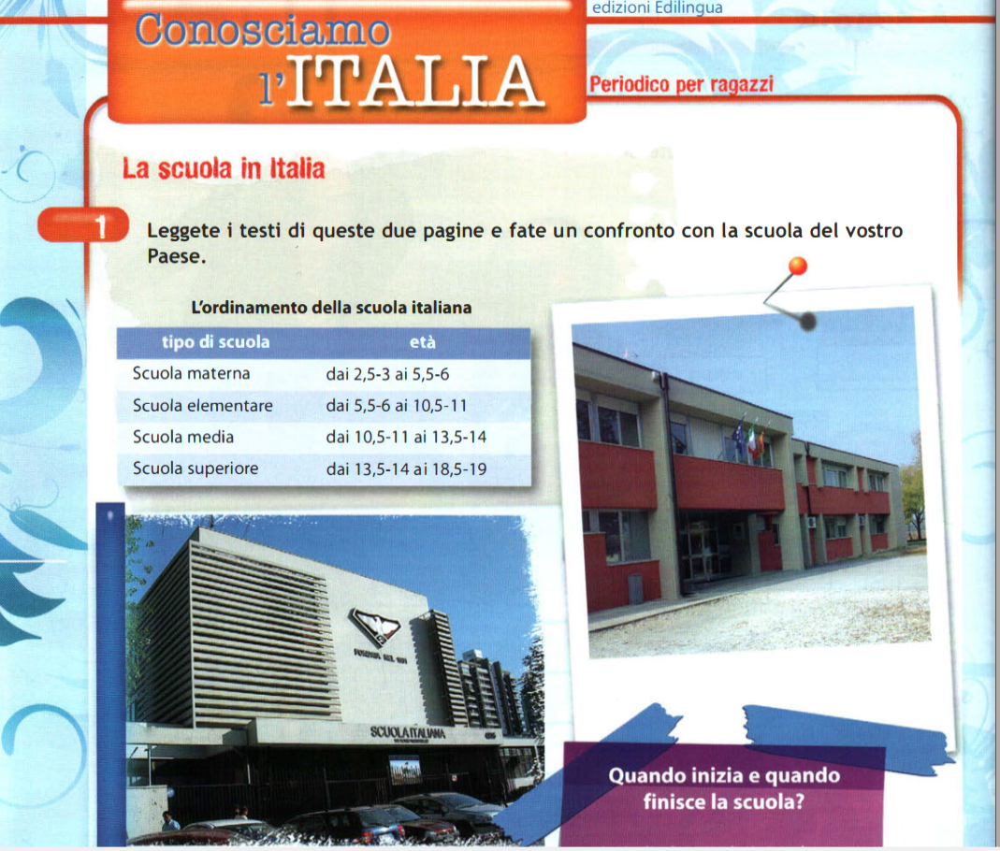 edizioni Edilingua
Conosciamo
l'ITALIA
Periodico per ragazzi
La scuola in Italia
1
Leggete i testi di queste due pagine e fate un confronto con la scuola del vostro
Paese.
L'ordinamento della scuola italiana
tipo di scuola età
Scuola materna dai 2,5-3 ai 5,5-6
Scuola elementare dai 5,5-6 ai 10,5-11
Scuola media dai 10,5-11 ai 13,5-14
Scuola superiore dai 13,5-14 ai 18,5-19
SCUOLA ITALIANA
Quando inizia e quando
finisce la scuola?